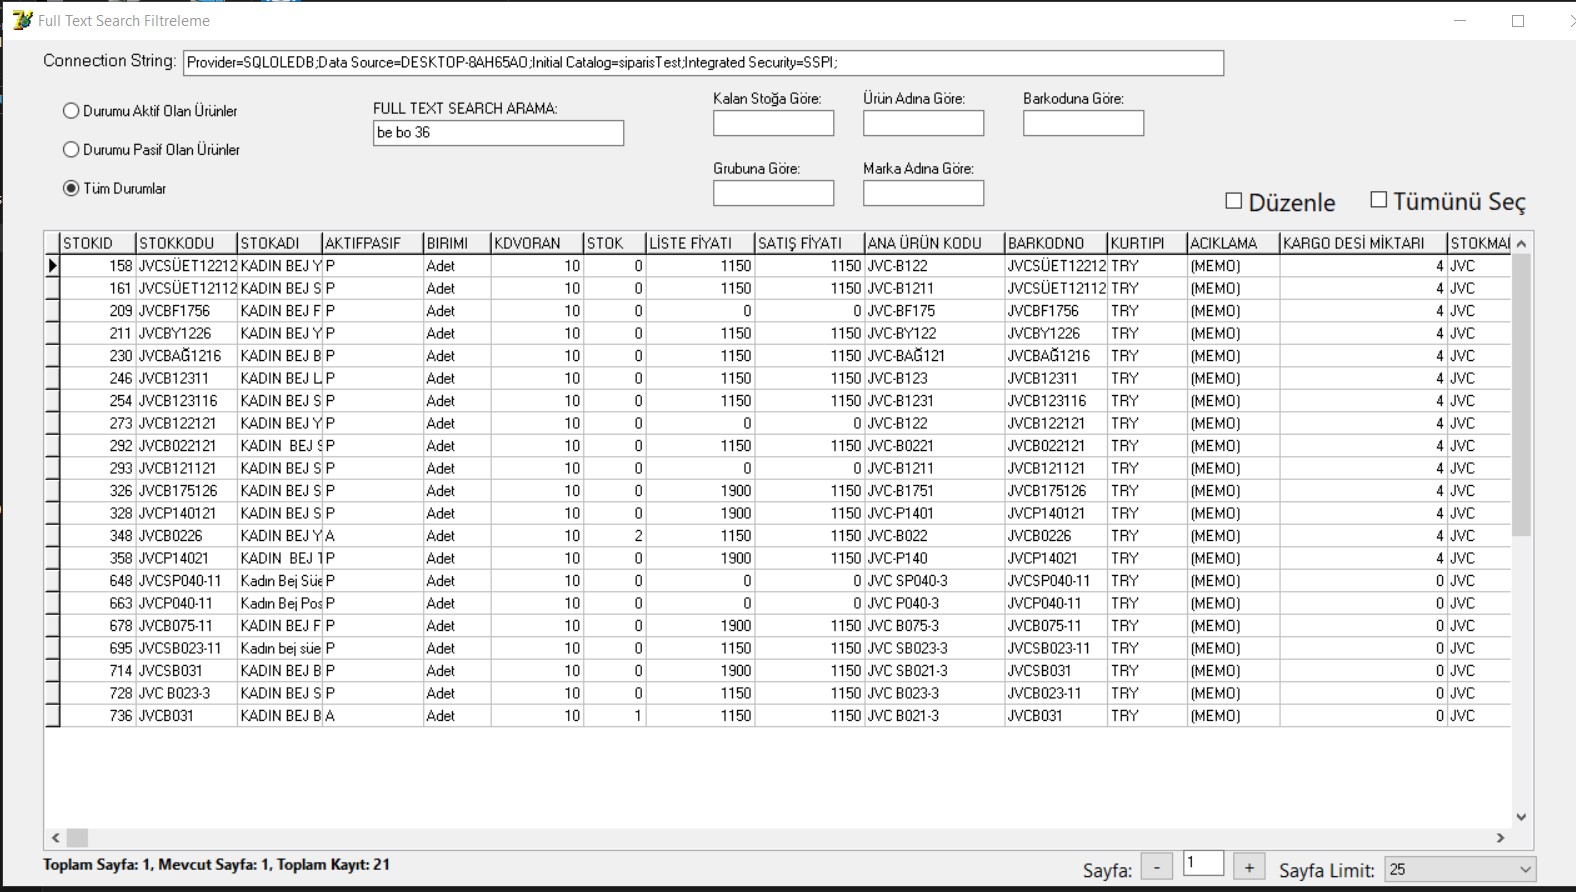 Full Text Search Filtreleme
Connection String: Provider=SQLOLEDB;Data Source=DESKTOP-8AH65AO;Initial Catalog=siparisTest;Integrated Security=SSPI;
Durumu Aktif Olan Ürünler
Durumu Pasif Olan Ürünler
Tüm Durumlar
FULL TEXT SEARCH ARAMA:
be bo 36
Kalan Stoğa Göre: Ürün Adına Göre: Barkoduna Göre:
Grubuna Göre: Marka Adına Göre:
Düzenle Tümünü Seç
STOKID STOKKODU STOKADI AKTIFPASIF BIRIMI KDVORAN STOK LİSTE FİYATI SATIŞ FİYATI ANA ÜRÜN KODU BARKODNO KURTIPI ACIKLAMA KARGO DESİ MİKTARI STOKMAI
158 JVCSÜET12212 KADIN BEJ Y P Adet 10 0 1150 1150 JVC-B122 JVCSÜET12212 TRY (MEMO) 4 JVC
161 JVCSÜET12112 KADIN BEJ S P Adet 10 0 1150 1150 JVC-B1211 JVCSÜET12112 TRY (MEMO) 4 JVC
209 JVCBF1756 KADIN BEJ F P Adet 10 0 0 0 JVC-BF175 JVCBF1756 TRY (MEMO) 4 JVC
211 JVCBY1226 KADIN BEJ Y P Adet 10 0 1150 1150 JVC-BY122 JVCBY1226 TRY (MEMO) 4 JVC
230 JVCBAĞ1216 KADIN BEJ B P Adet 10 0 1150 1150 JVC-BAĞ121 JVCBAĞ1216 TRY (MEMO) 4 JVC
246 JVCB12311 KADIN BEJ L P Adet 10 0 1150 1150 JVC-B123 JVCB12311 TRY (MEMO) 4 JVC
254 JVCB123116 KADIN BEJ S P Adet 10 0 1150 1150 JVC-B1231 JVCB123116 TRY (MEMO) 4 JVC
273 JVCB122121 KADIN BEJ Y P Adet 10 0 0 0 JVC-B122 JVCB122121 TRY (MEMO) 4 JVC
292 JVCB022121 KADIN  BEJ S P Adet 10 0 1150 1150 JVC-B0221 JVCB022121 TRY (MEMO) 4 JVC
293 JVCB121121 KADIN BEJ S P Adet 10 0 0 0 JVC-B1211 JVCB121121 TRY (MEMO) 4 JVC
326 JVCB175126 KADIN BEJ S P Adet 10 0 1900 1150 JVC-B1751 JVCB175126 TRY (MEMO) 4 JVC
328 JVCP140121 KADIN BEJ S P Adet 10 0 1900 1150 JVC-P1401 JVCP140121 TRY (MEMO) 4 JVC
348 JVCB0226 KADIN BEJ Y A Adet 10 2 1150 1150 JVC-B022 JVCB0226 TRY (MEMO) 4 JVC
358 JVCP14021 KADIN  BEJ T P Adet 10 0 1900 1150 JVC-P140 JVCP14021 TRY (MEMO) 4 JVC
648 JVCSP040-11 Kadın Bej Süe P Adet 10 0 0 0 JVC SP040-3 JVCSP040-11 TRY (MEMO) 0 JVC
663 JVCP040-11 Kadın Bej Pos P Adet 10 0 0 0 JVC P040-3 JVCP040-11 TRY (MEMO) 0 JVC
678 JVCB075-11 KADIN BEJ F P Adet 10 0 1900 1150 JVC B075-3 JVCB075-11 TRY (MEMO) 0 JVC
695 JVCSB023-11 Kadın bej süe P Adet 10 0 1150 1150 JVC SB023-3 JVCSB023-11 TRY (MEMO) 0 JVC
714 JVCSB031 KADIN BEJ B P Adet 10 0 1900 1150 JVC SB021-3 JVCSB031 TRY (MEMO) 0 JVC
728 JVC B023-3 KADIN BEJ S P Adet 10 0 1150 1150 JVC B023-3 JVCB023-11 TRY (MEMO) 0 JVC
736 JVCB031 KADIN BEJ B A Adet 10 1 1150 1150 JVC B021-3 JVCB031 TRY (MEMO) 0 JVC
Toplam Sayfa: 1, Mevcut Sayfa: 1, Toplam Kayıt: 21
Sayfa: - 1 + Sayfa Limit: 25